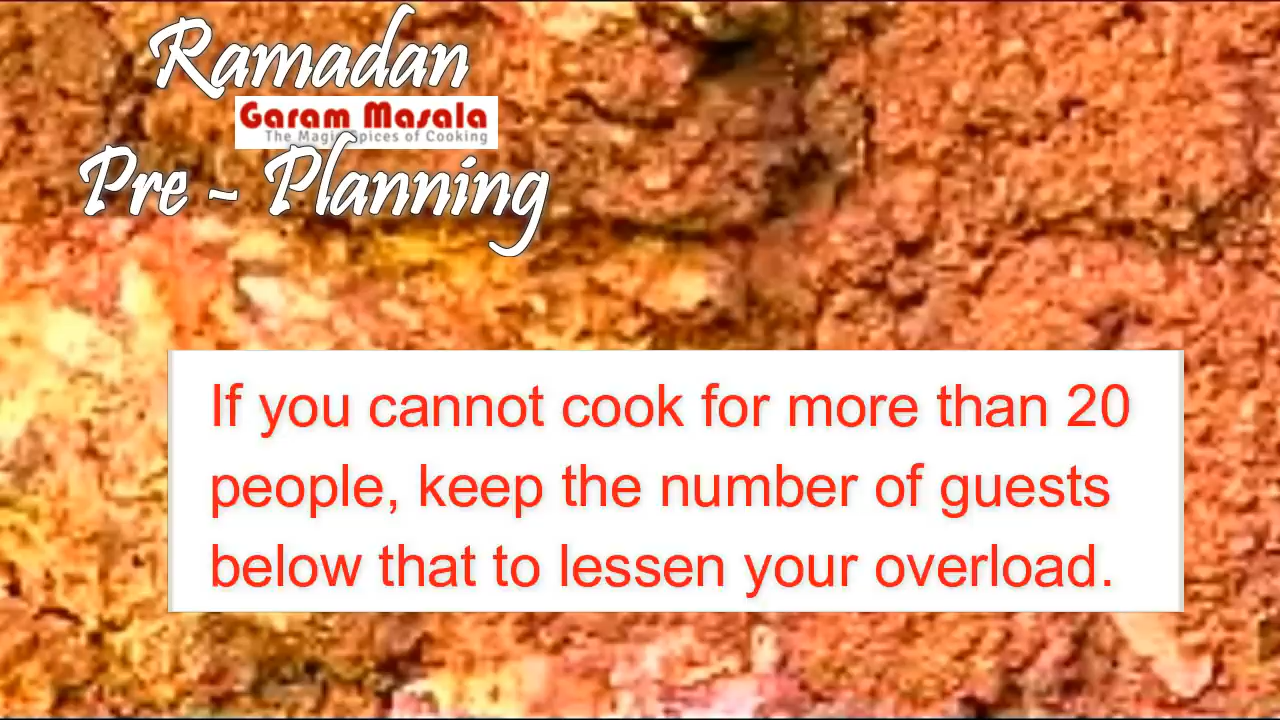 Ramadan
Garam Masala
The Magic Spices of Cooking
Pre - Planning
If you cannot cook for more than 20
people, keep the number of guests
below that to lessen your overload.